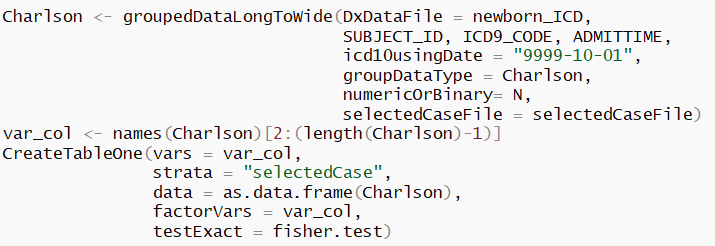 Charlson <- groupedDataLongToWide(DxDataFile = newborn_ICD,
SUBJECT_ID, ICD9_CODE, ADMITTIME,
icd10usingDate = "9999-10-01",
groupDataType = Charlson,
numericOrBinary= N,
selectedCaseFile = selectedCaseFile)
var_col <- names(Charlson)[2:(length(Charlson)-1)]
CreateTableOne(vars = var_col,
strata = "selectedCase",
data = as.data.frame(Charlson),
factorVars = var_col,
testExact = fisher.test)